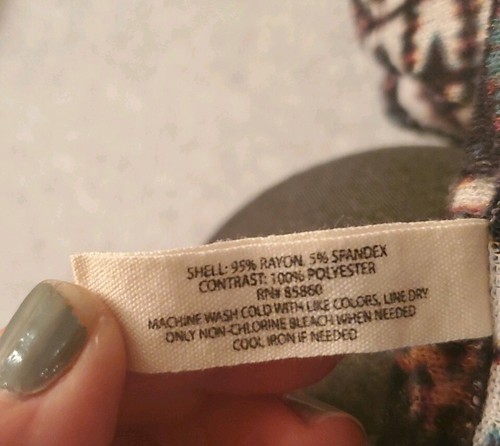 SHELL: 95% RAYON, 5% SPANDEX
CONTRAST: 100% POLYESTER
RN# 85860
MACHINE WASH COLD WITH LIKE COLORS, LINE DRY
ONLY NON-CHLORINE BLEACH WHEN NEEDED
COOL IRON IF NEEDED